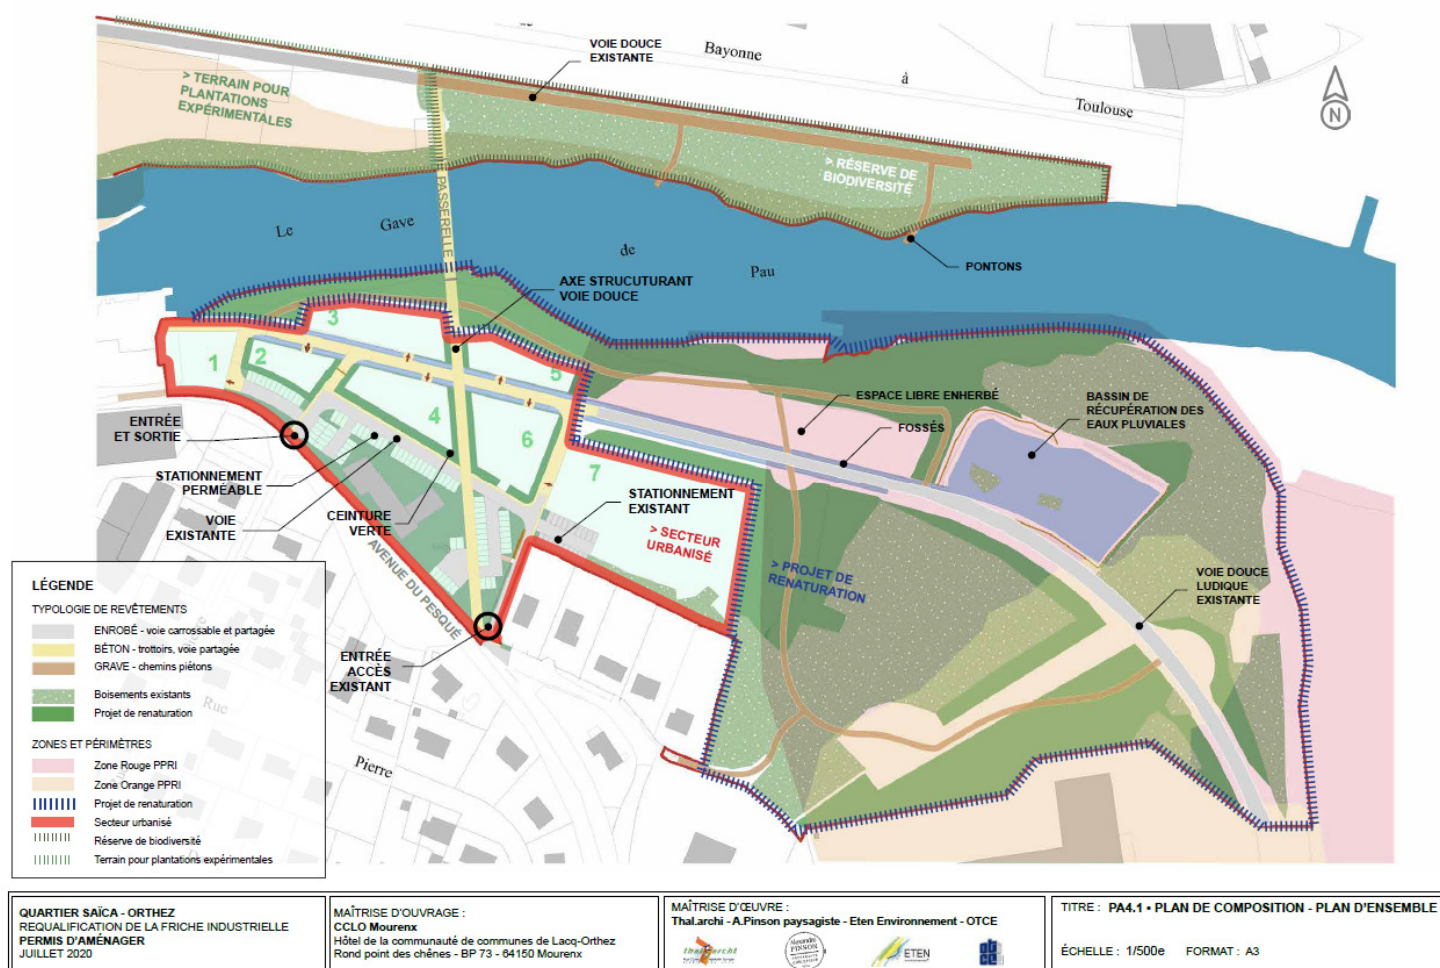 Bayonne
à
Toulouse
VOIE DOUCE
EXISTANTE
> TERRAIN POUR
PLANTATIONS
EXPÉRIMENTALES
N
> RÉSERVE DE
BIODIVERSITÉ
PASSERELLE
Le
Gave
de
Pau
PONTONS
AXE STRUCUTURANT
VOIE DOUCE
1
2
3
4
5
6
7
ENTRÉE
ET SORTIE
STATIONNEMENT
PERMÉABLE
VOIE
EXISTANTE
CEINTURE
VERTE
ESPACE LIBRE ENHERBÉ
FOSSÉS
BASSIN DE
RÉCUPÉRATION DES
EAUX PLUVIALES
STATIONNEMENT
EXISTANT
> SECTEUR
URBANISÉ
> PROJET DE
RENATURATION
VOIE DOUCE
LUDIQUE
EXISTANTE
AVENUE DU PESQUÉ
ENTRÉE
ACCÈS
EXISTANT
Rue
Pierre
LÉGENDE
TYPOLOGIE DE REVÊTEMENTS
ENROBÉ - voie carrossable et partagée
BÉTON - trottoirs, voie partagée
GRAVE - chemins piétons
Boisements existants
Projet de renaturation
ZONES ET PÉRIMÈTRES
Zone Rouge PPRI
Zone Orange PPRI
Projet de renaturation
Secteur urbanisé
Réserve de biodiversité
Terrain pour plantations expérimentales
QUARTIER SAÏCA - ORTHEZ
REQUALIFICATION DE LA FRICHE INDUSTRIELLE
PERMIS D'AMÉNAGER
JUILLET 2020
MAÎTRISE D'OUVRAGE :
CCLO Mourenx
Hôtel de la communauté de communes de Lacq-Orthez
Rond point des chênes - BP 73 - 64150 Mourenx
MAÎTRISE D'ŒUVRE :
Thal.archi - A.Pinson paysagiste - Eten Environnement - OTCE
Alexandre
PINSON
ETEN
TITRE : PA4.1 • PLAN DE COMPOSITION - PLAN D'ENSEMBLE
ÉCHELLE : 1/500e FORMAT : A3